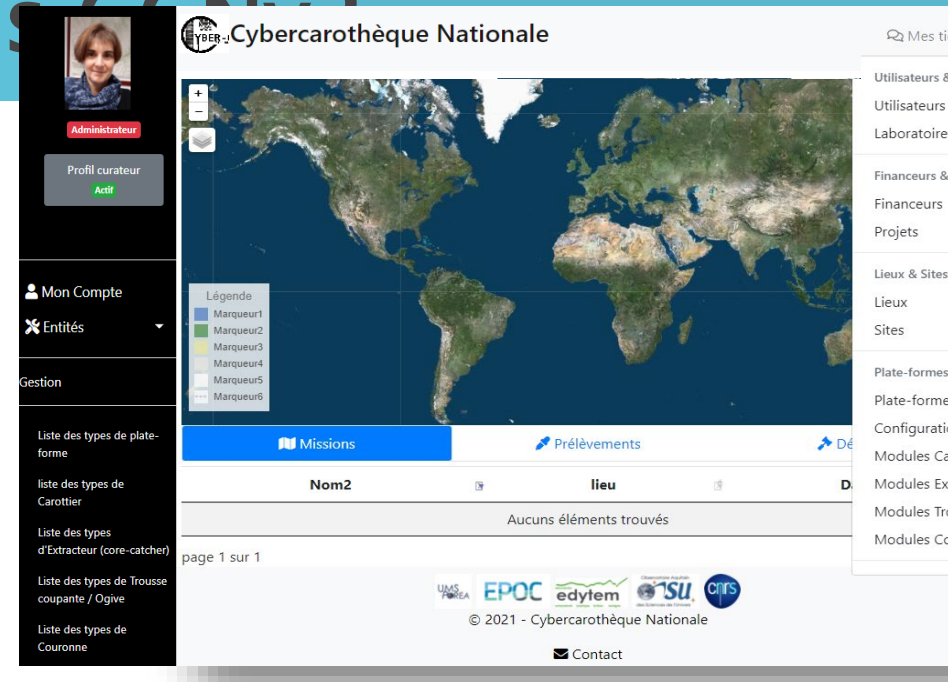 Administrateur
Profil curateur
Actif
Mon Compte
Entités
Gestion
Liste des types de plate-
forme
liste des types de
Carottier
Liste des types
d'Extracteur (core-catcher)
Liste des types de Trousse
coupante / Ogive
Liste des types de
Couronne
Cybercarothèque Nationale
+
−
Légende
Marqueur1
Marqueur2
Marqueur3
Marqueur4
Marqueur5
Marqueur6
Missions
Prélèvements
Nom2
lieu
Aucuns éléments trouvés
page 1 sur 1
EPOC edytem OSU cnrs
© 2021 - Cybercarothèque Nationale
Contact
Mes
Utilisateurs &
Utilisateurs
Laboratoire
Financeurs &
Financeurs
Projets
Lieux & Sites
Lieux
Sites
Plate-formes
Plate-forme
Configurati
Modules Ca
Modules Ex
Modules Tr
Modules Co